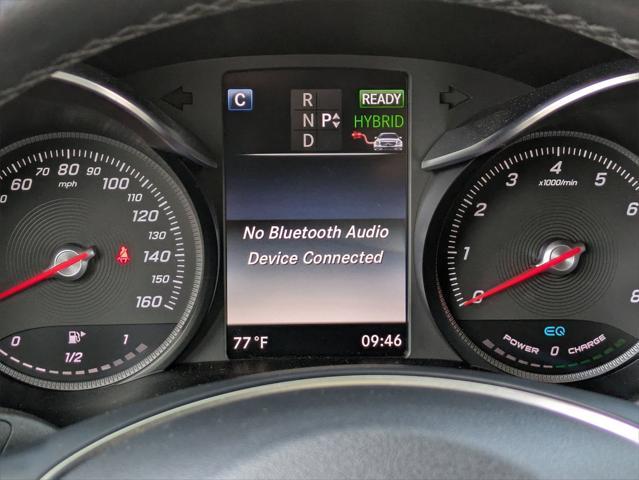 C
R
N P
D
READY
HYBRID
60 70 80 90 100 110 120 130 140 150 160
mph
0 1/2 1
No Bluetooth Audio
Device Connected
77 °F 09:46
0 1 2 3 4 5 6 8
x1000/min
EQ
POWER 0 CHARGE